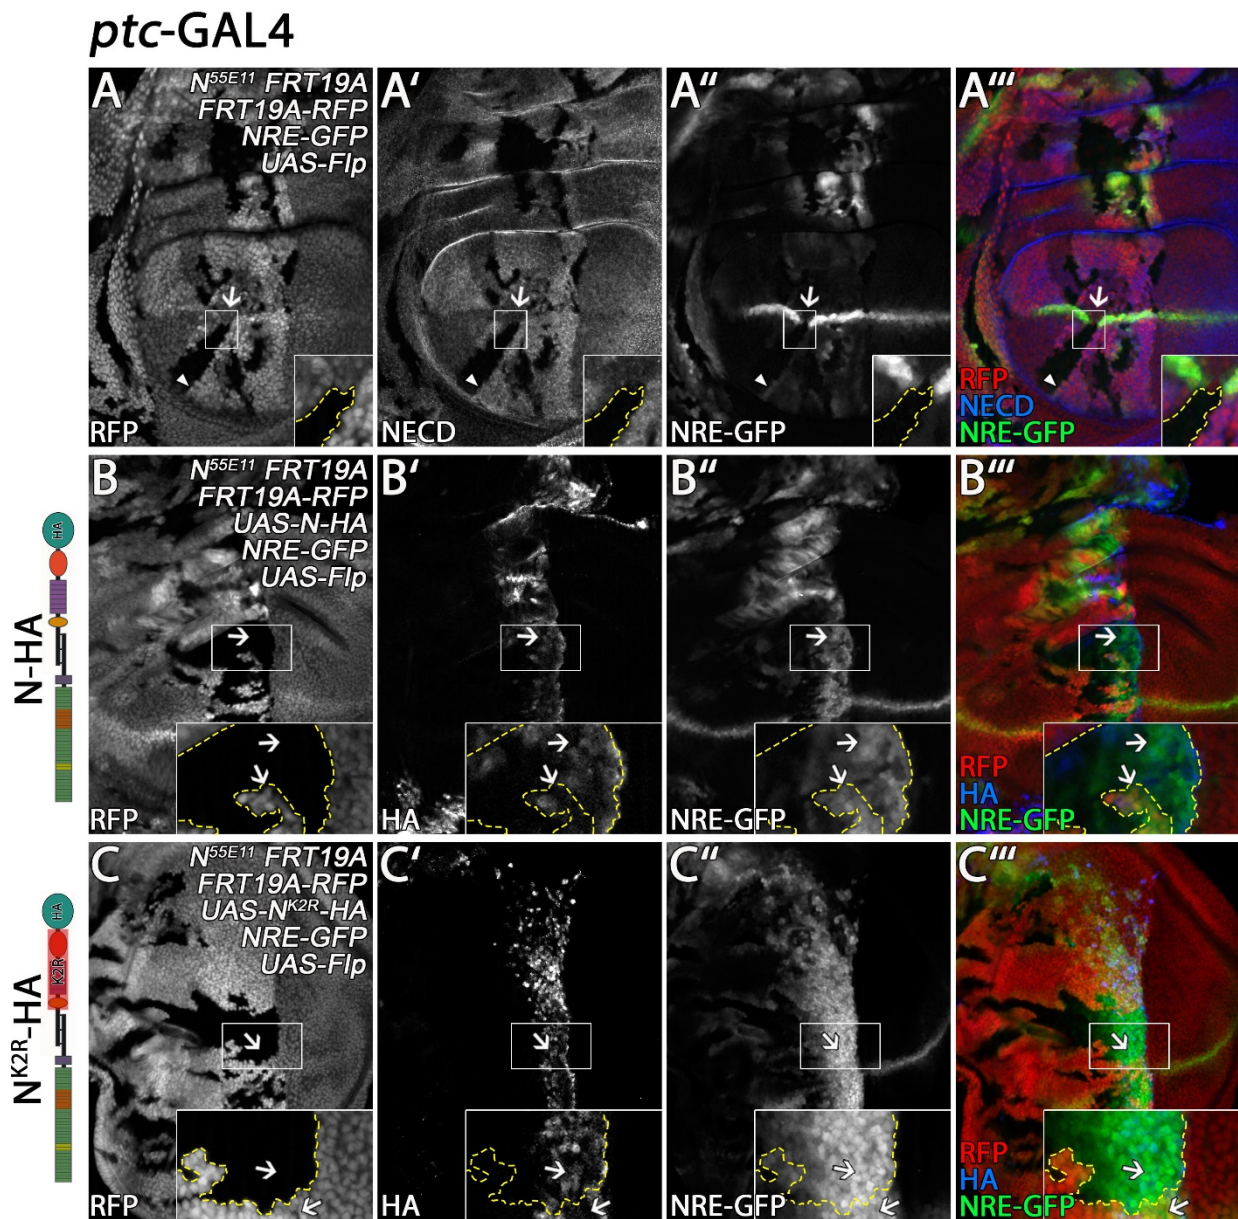 ptc-GAL4
A
N55E11 FRT19A
FRT19A-RFP
NRE-GFP
UAS-Flp
RFP
A′
NECD
A″
NRE-GFP
A‴
RFP
NECD
NRE-GFP
N-HA
HA
B
N55E11 FRT19A
FRT19A-RFP
UAS-N-HA
NRE-GFP
UAS-Flp
RFP
B′
HA
B″
NRE-GFP
B‴
RFP
HA
NRE-GFP
NK2R-HA
HA
K2R
C
N55E11 FRT19A
FRT19A-RFP
UAS-NK2R-HA
NRE-GFP
UAS-Flp
RFP
C′
HA
C″
NRE-GFP
C‴
RFP
HA
NRE-GFP